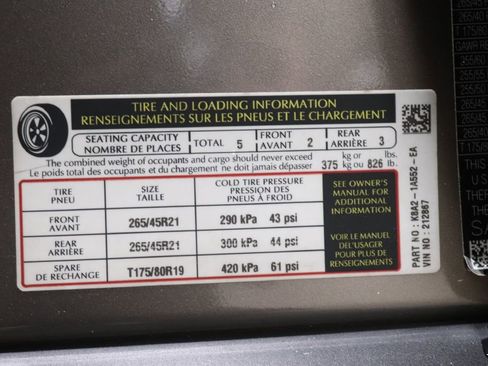 TIRE AND LOADING INFORMATION
RENSEIGNEMENTS SUR LES PNEUS ET LE CHARGEMENT
SEATING CAPACITY
NOMBRE DE PLACES
TOTAL 5
FRONT
AVANT 2
REAR
ARRIÈRE 3
The combined weight of occupants and cargo should never exceed
Le poids total des occupants et du chargement ne doit jamais dépasser
375 kg or lbs.
kg ou 826 lb.
TIRE
PNEU
SIZE
TAILLE
COLD TIRE PRESSURE
PRESSION DES
PNEUS À FROID
SEE OWNER'S
MANUAL FOR
ADDITIONAL
INFORMATION
FRONT
AVANT
265/45R21
290 kPa 43 psi
REAR
ARRIÈRE
265/45R21
300 kPa 44 psi
VOIR LE MANUEL
DE L'USAGER
POUR PLUS DE
RENSEIGNEMENTS
SPARE
DE RECHANGE
T175/80R19
420 kPa 61 psi
PART NO : K8A2 - 1A552 - EA
VIN NO : 212867